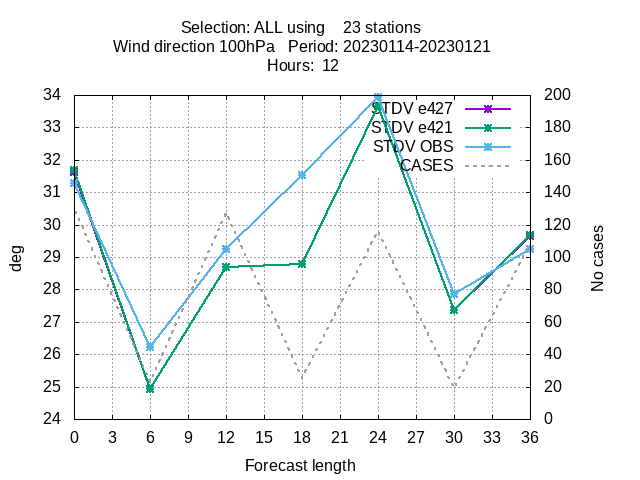 Selection: ALL using    23 stations
Wind direction 100hPa   Period: 20230114-20230121
Hours:  12
STDV e427
STDV e421
STDV OBS
CASES
34
33
32
31
30
29
28
27
26
25
24
200
180
160
140
120
100
80
60
40
20
0
deg
No cases
0 3 6 9 12 15 18 21 24 27 30 33 36
Forecast length